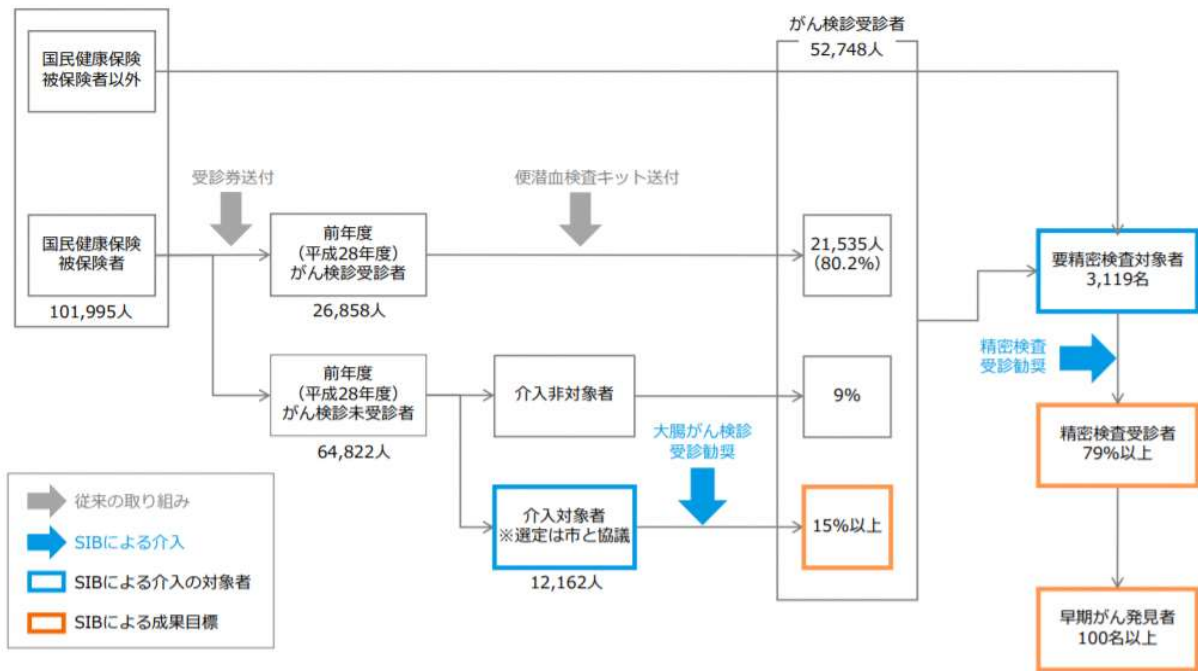 がん検診受診者
52,748人
国民健康保険
被保険者以外
受診券送付
便潜血検査キット送付
国民健康保険
被保険者
101,995人
前年度
（平成28年度）
がん検診受診者
26,858人
21,535人
（80.2%）
要精密検査対象者
3,119名
精密検査
受診勧奨
前年度
（平成28年度）
がん検診未受診者
64,822人
介入非対象者
9%
大腸がん検診
受診勧奨
精密検査受診者
79%以上
介入対象者
※選定は市と協議
12,162人
15%以上
早期がん発見者
100名以上
従来の取り組み
SIBによる介入
SIBによる介入の対象者
SIBによる成果目標